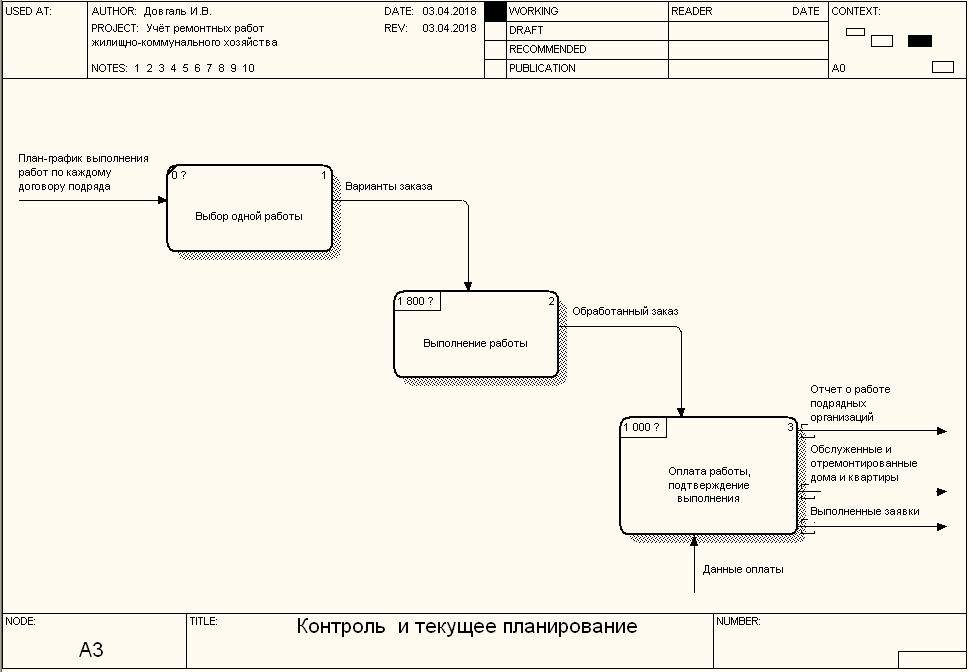 USED AT:
AUTHOR: Довгаль И.В.
DATE: 03.04.2018
PROJECT: Учёт ремонтных работ
жилищно-коммунального хозяйства
REV: 03.04.2018
NOTES: 1 2 3 4 5 6 7 8 9 10
WORKING
DRAFT
RECOMMENDED
PUBLICATION
READER DATE
CONTEXT:
A0
План-график выполнения
работ по каждому
договору подряда
0 ? 1
Выбор одной работы
Варианты заказа
1 800 ? 2
Выполнение работы
Обработанный заказ
1 000 ? 3
Оплата работы,
подтверждение
выполнения
Отчет о работе
подрядных
организаций
Обслуженные и
отремонтированные
дома и квартиры
Выполненные заявки
Данные оплаты
NODE:
A3
TITLE:
Контроль и текущее планирование
NUMBER: